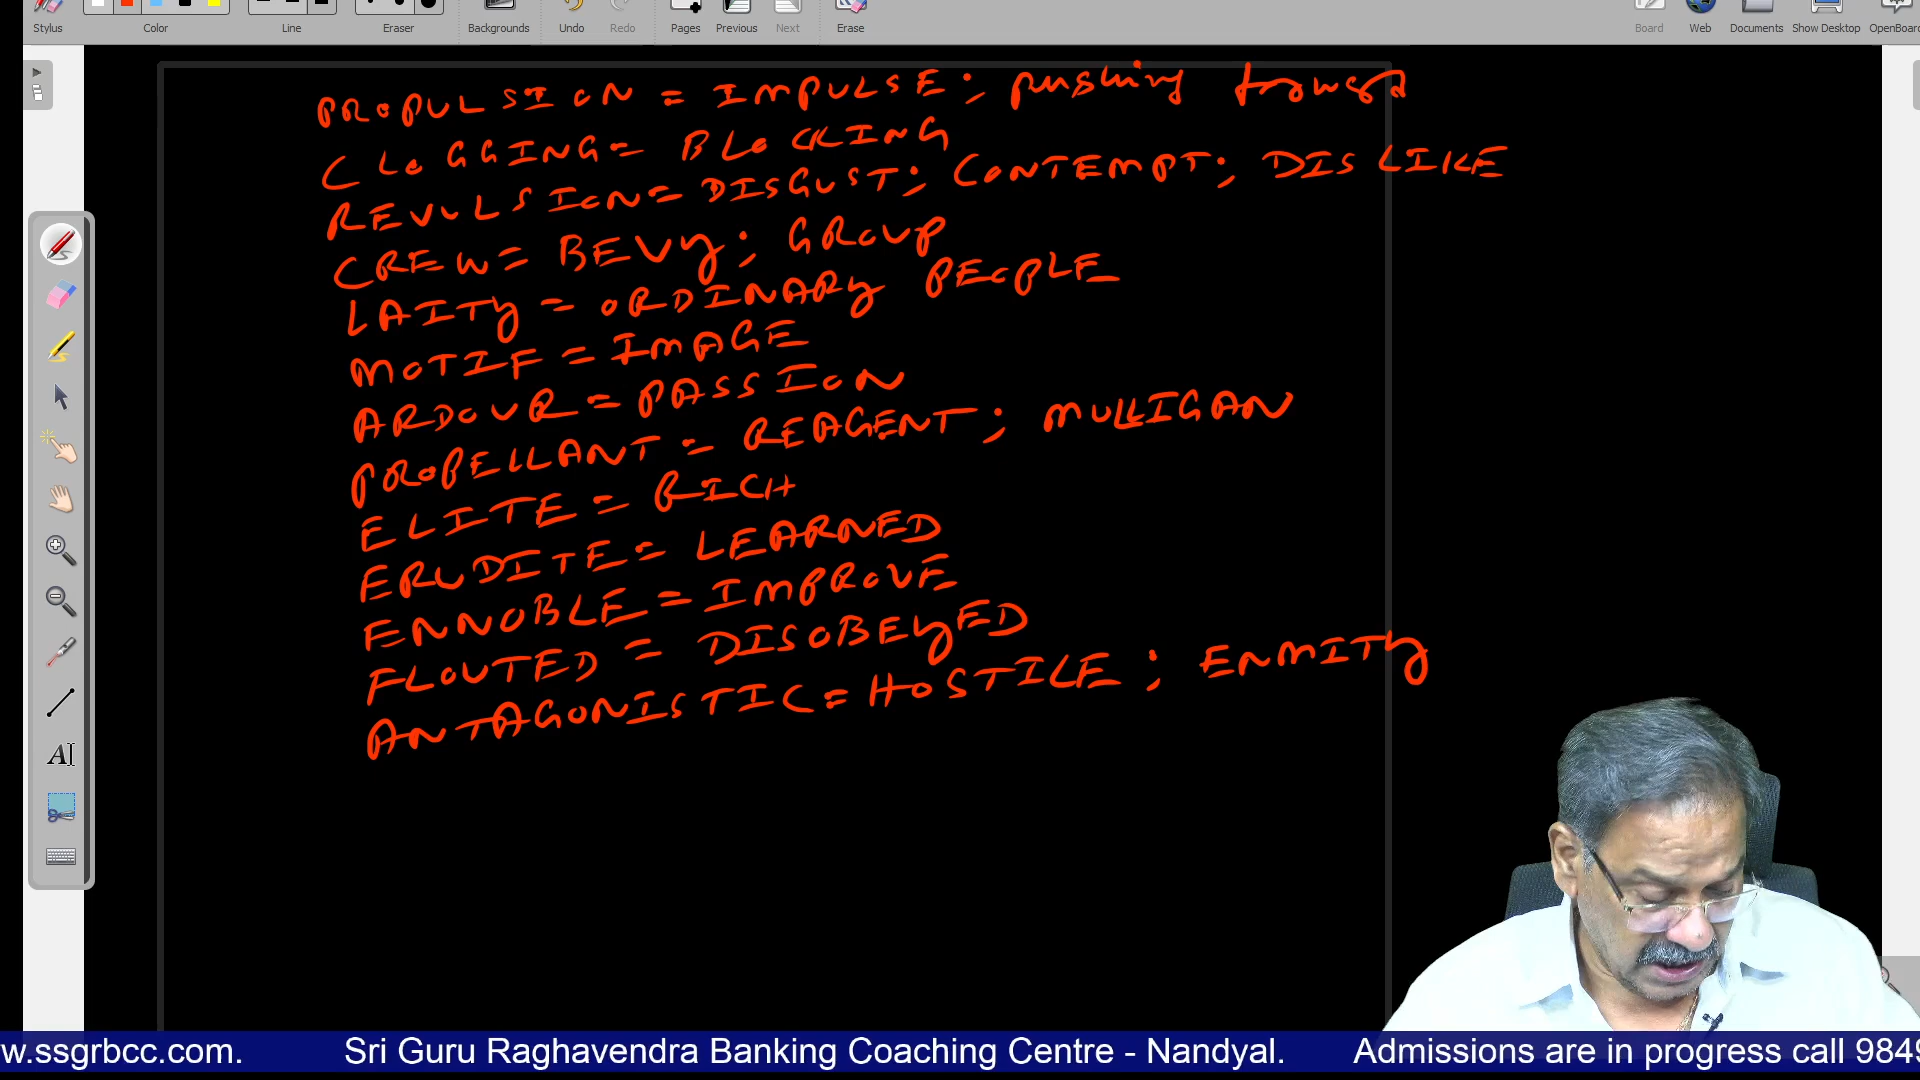 Stylus Color Line Eraser Backgrounds Undo Redo Pages Previous Next Erase Board Web Documents Show Desktop OpenBoard
PROPULSION = IMPULSE; pushing toward
CLOGGING = BLOCKING
REVULSION = DISGUST; CONTEMPT; DISLIKE
CREW = BEVY; GROUP
LAITY = ORDINARY PEOPLE
MOTIF = IMAGE
ARDOUR = PASSION
PROPELLANT = REAGENT; MULLIGAN
ELITE = RICH
ERUDITE = LEARNED
ENNOBLE = IMPROVE
FLOUTED = DISOBEYED
ANTAGONISTIC = HOSTILE; ENMITY
w.ssgrbcc.com. Sri Guru Raghavendra Banking Coaching Centre - Nandyal. Admissions are in progress call 9849